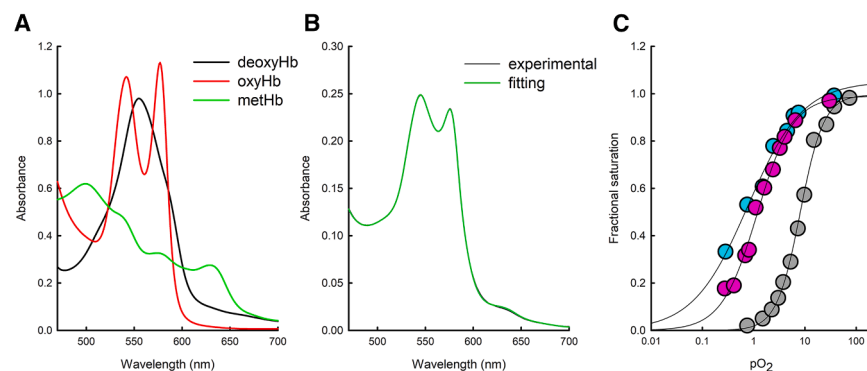 A
B
C
1.2
1.0
0.8
0.6
0.4
0.2
0.0
Absorbance
500
550
600
650
700
Wavelength (nm)
deoxyHb
oxyHb
metHb
0.30
0.25
0.20
0.15
0.10
0.05
0.00
Absorbance
500
550
600
650
700
Wavelength (nm)
experimental
fitting
1.2
1.0
0.8
0.6
0.4
0.2
0.0
Fractional saturation
0.01
0.1
1
10
100
pO2